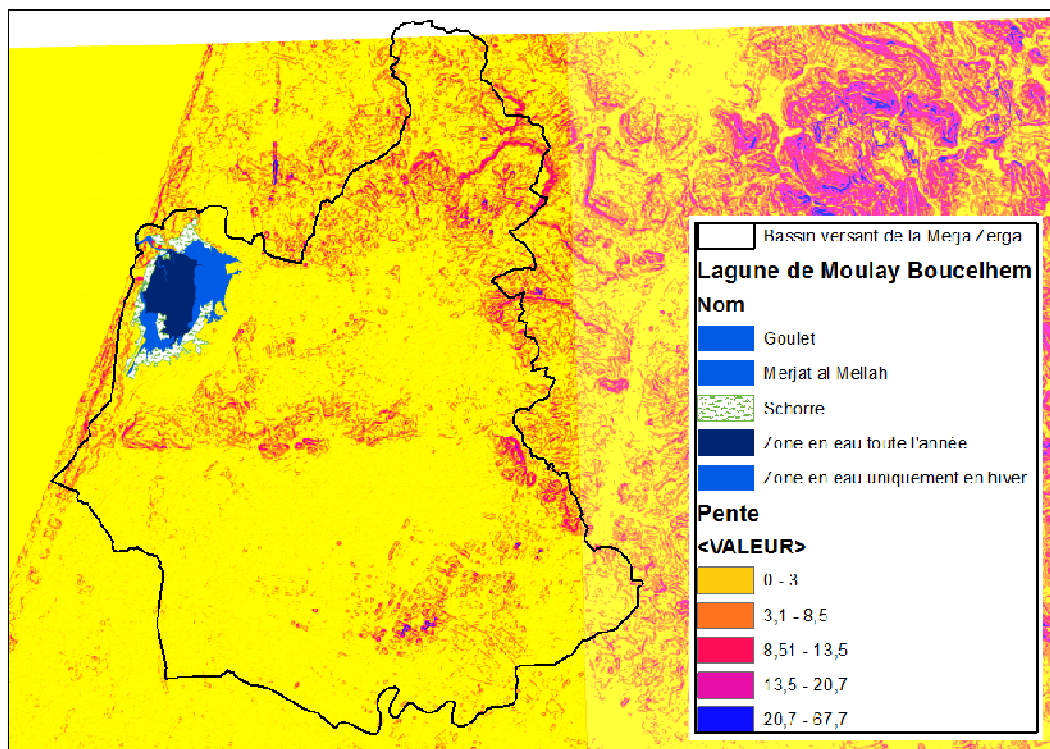 Bassin versant de la Merja Zerga
Lagune de Moulay Boucelhem
Nom
Goulet
Merjat al Mellah
Schorre
Zone en eau toute l'année
Zone en eau uniquement en hiver
Pente
<VALEUR>
0 - 3
3,1 - 8,5
8,51 - 13,5
13,5 - 20,7
20,7 - 67,7